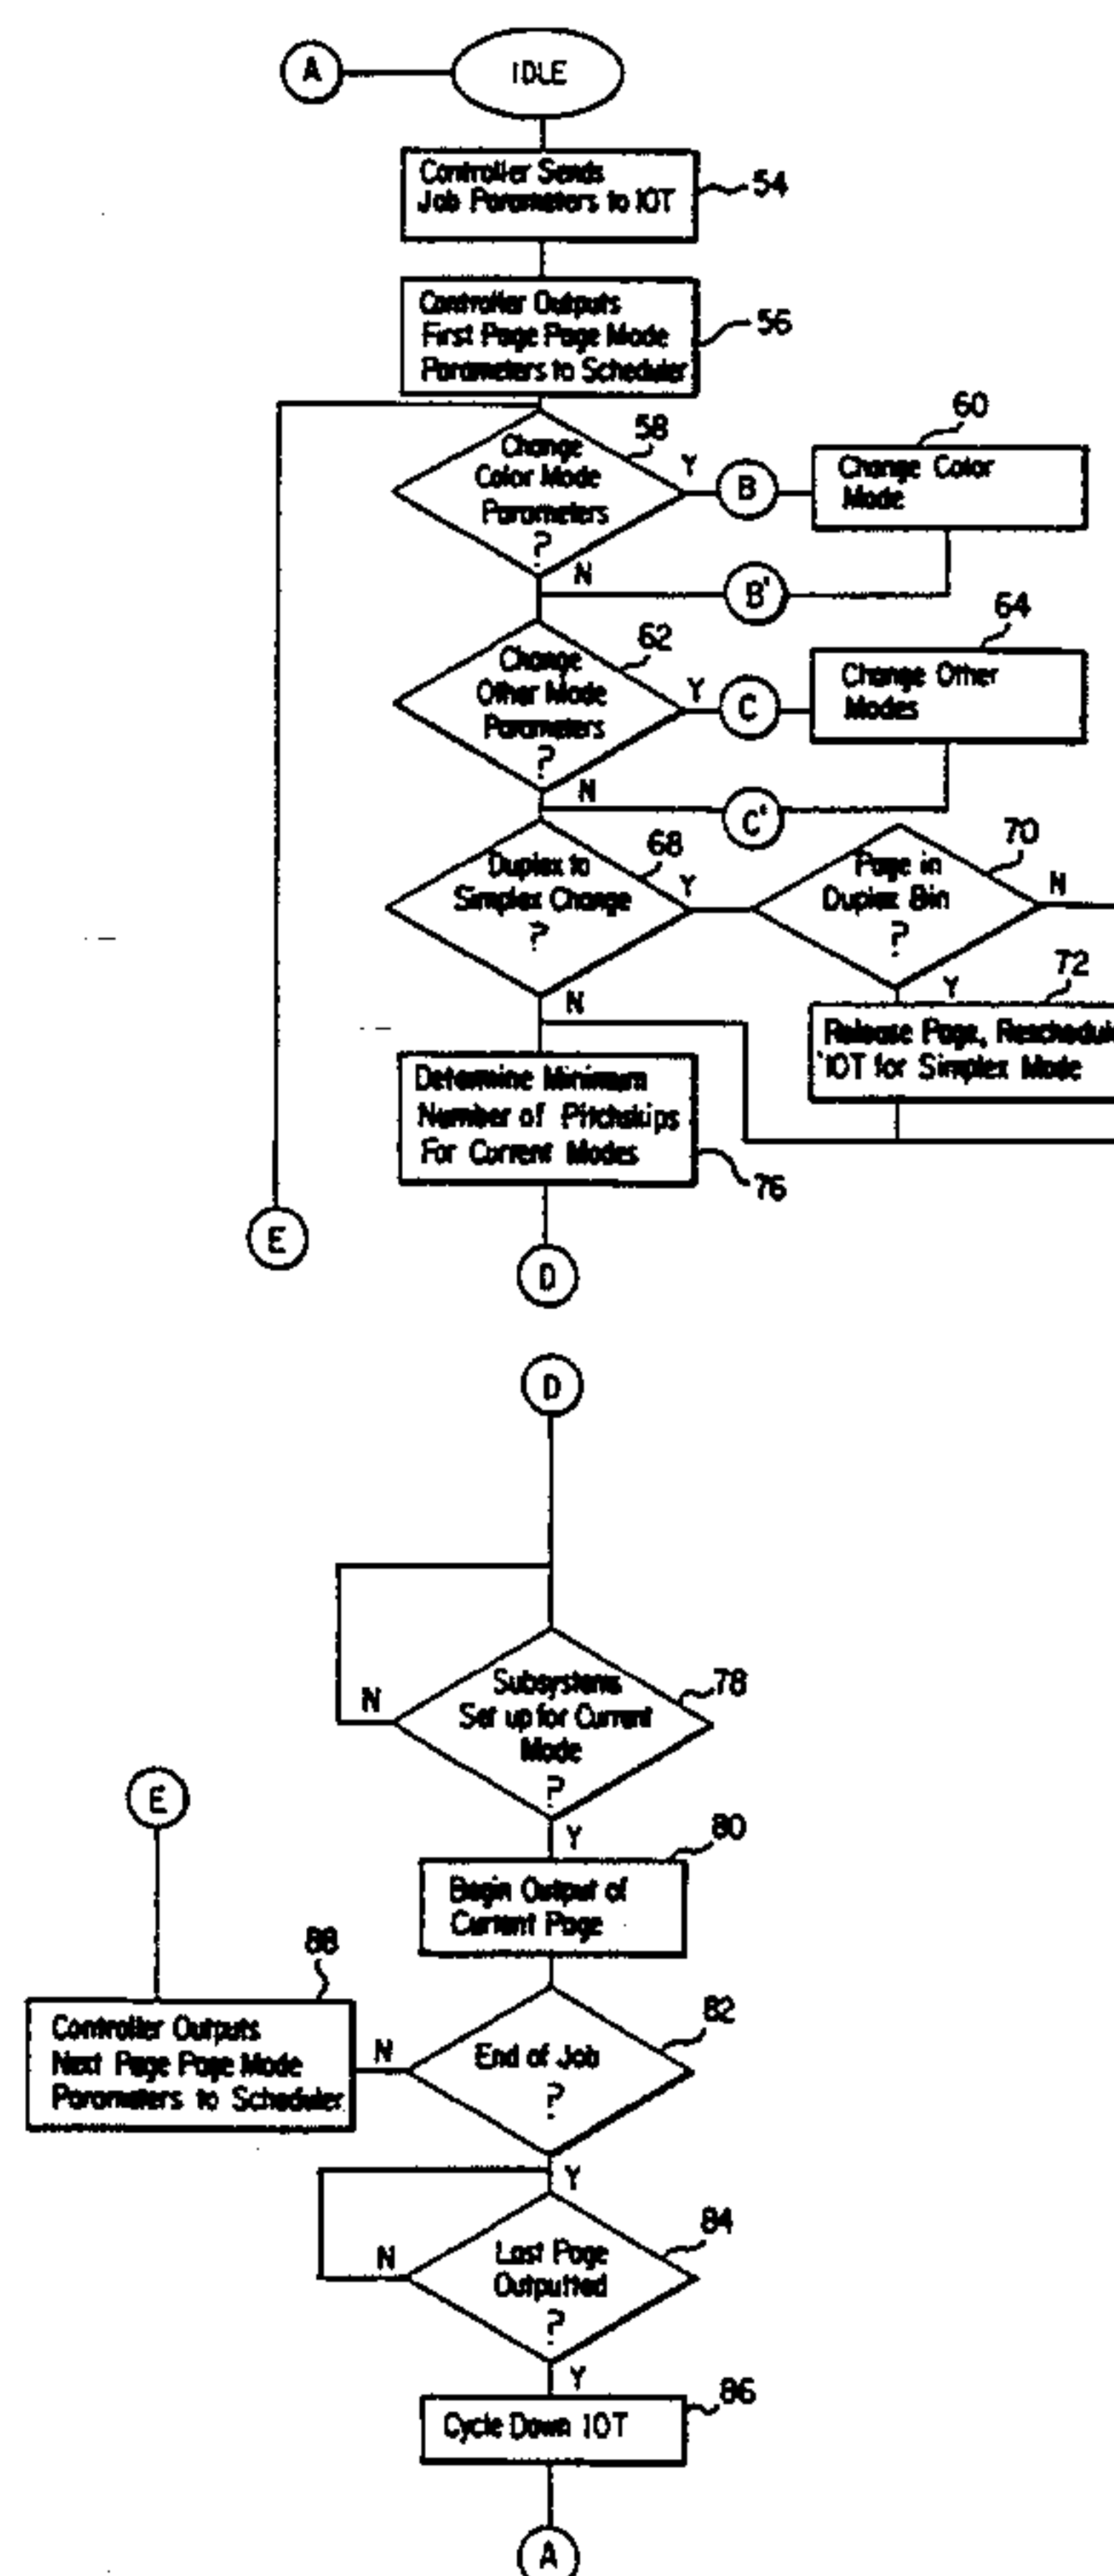 A
IDLE
Controller Sends
Job Parameters to IOT
54
Controller Outputs
First Page Page Mode
Parameters to Scheduler
56
Change
Color Mode
Parameters
?
58
Y
B
Change Color
Mode
60
N
B'
Change
Other Mode
Parameters
?
62
Y
C
Change Other
Modes
64
N
C'
Duplex to
Simplex Change
?
68
Y
Page in
Duplex Bin
?
70
N
Y
72
Release Page, Reschedule
IOT for Simplex Mode
N
Determine Minimum
Number of Pitchskips
For Current Modes
76
E
D
D
Subsystems
Set up for Current
Mode
?
78
N
Y
E
Begin Output of
Current Page
80
88
Controller Outputs
Next Page Page Mode
Parameters to Scheduler
N
End of Job
?
82
Y
Last Page
Outputted
?
84
N
Y
Cycle Down IOT
86
A